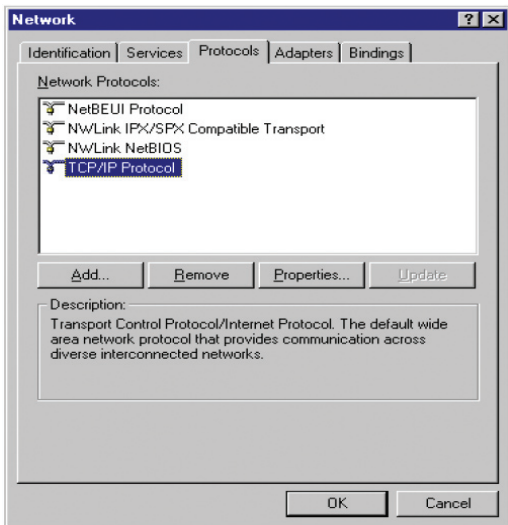 Network
Identification Services Protocols Adapters Bindings
Network Protocols:
NetBEUI Protocol
NWLink IPX/SPX Compatible Transport
NWLink NetBIOS
TCP/IP Protocol
Add... Remove Properties... Update
Description:
Transport Control Protocol/Internet Protocol. The default wide
area network protocol that provides communication across
diverse interconnected networks.
OK Cancel